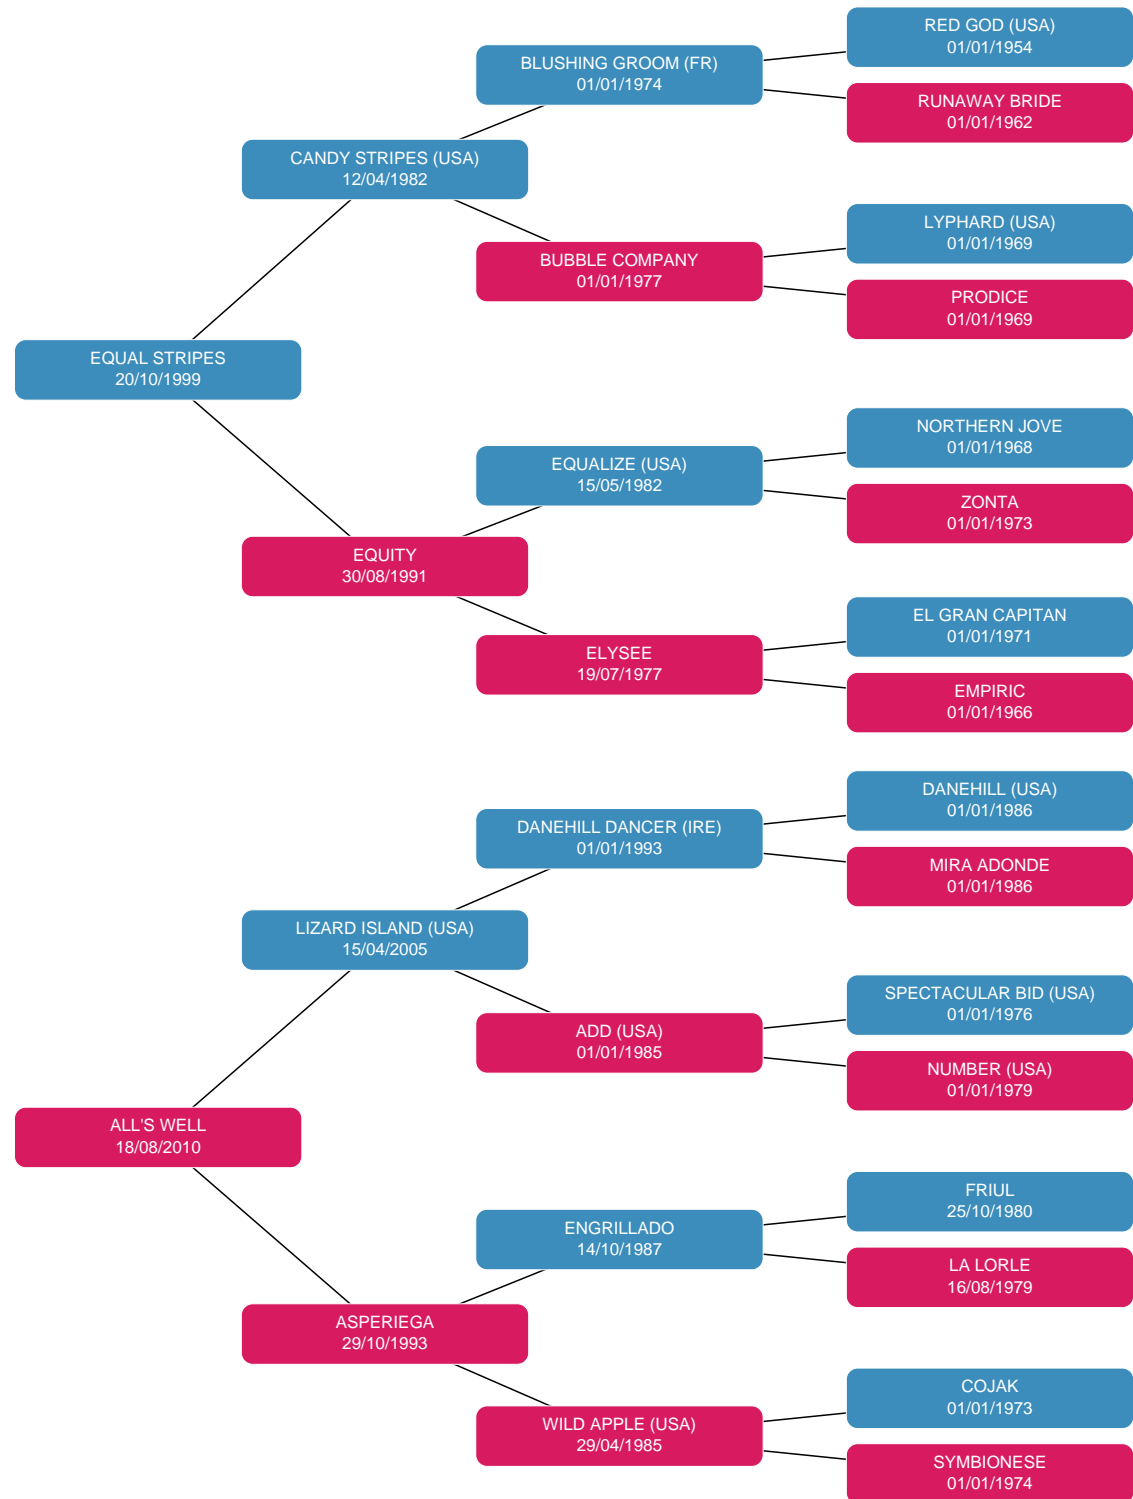 RED GOD (USA)
01/01/1954
BLUSHING GROOM (FR)
01/01/1974
RUNAWAY BRIDE
01/01/1962
CANDY STRIPES (USA)
12/04/1982
LYPHARD (USA)
01/01/1969
BUBBLE COMPANY
01/01/1977
PRODICE
01/01/1969
EQUAL STRIPES
20/10/1999
NORTHERN JOVE
01/01/1968
EQUALIZE (USA)
15/05/1982
ZONTA
01/01/1973
EQUITY
30/08/1991
EL GRAN CAPITAN
01/01/1971
ELYSEE
19/07/1977
EMPIRIC
01/01/1966
DANEHILL (USA)
01/01/1986
DANEHILL DANCER (IRE)
01/01/1993
MIRA ADONDE
01/01/1986
LIZARD ISLAND (USA)
15/04/2005
SPECTACULAR BID (USA)
01/01/1976
ADD (USA)
01/01/1985
NUMBER (USA)
01/01/1979
ALL'S WELL
18/08/2010
FRIUL
25/10/1980
ENGRILLADO
14/10/1987
LA LORLE
16/08/1979
ASPERIEGA
29/10/1993
COJAK
01/01/1973
WILD APPLE (USA)
29/04/1985
SYMBIONESE
01/01/1974